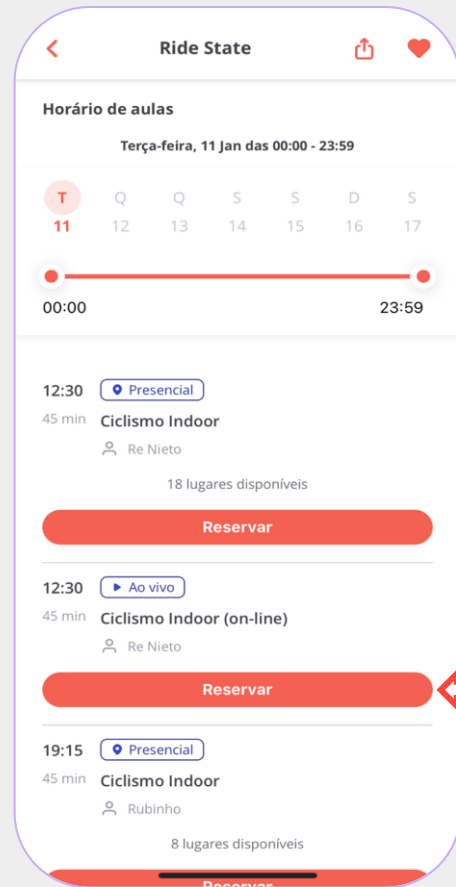 Ride State
Horário de aulas
Terça-feira, 11 Jan das 00:00 - 23:59
T Q Q S S D S
11 12 13 14 15 16 17
00:00 23:59
12:30 Presencial
45 min Ciclismo Indoor
Re Nieto
18 lugares disponíveis
Reservar
12:30 Ao vivo
45 min Ciclismo Indoor (on-line)
Re Nieto
Reservar
19:15 Presencial
45 min Ciclismo Indoor
Rubinho
8 lugares disponíveis
Reservar